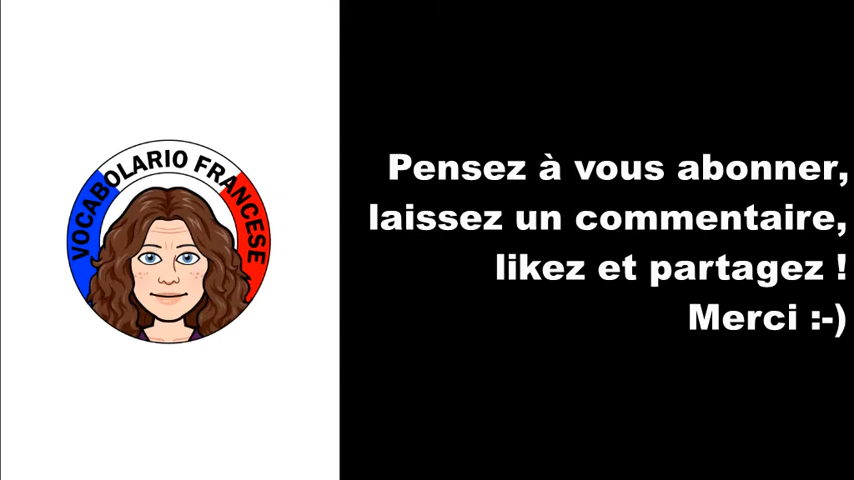 VOCABOLARIO FRANCESE
Pensez à vous abonner,
laissez un commentaire,
likez et partagez !
Merci :-)